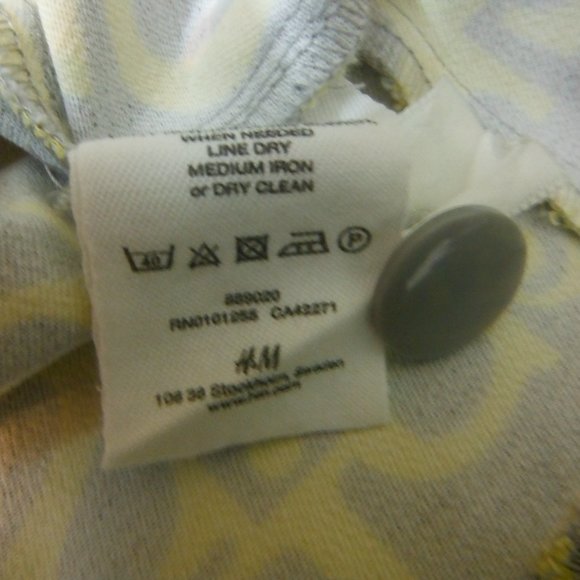 WHEN NEEDED
LINE DRY
MEDIUM IRON
or DRY CLEAN
40 P
889020
RN0101255 CA43271
H&M
106 38 Stockholm, Sweden
www.hm.com